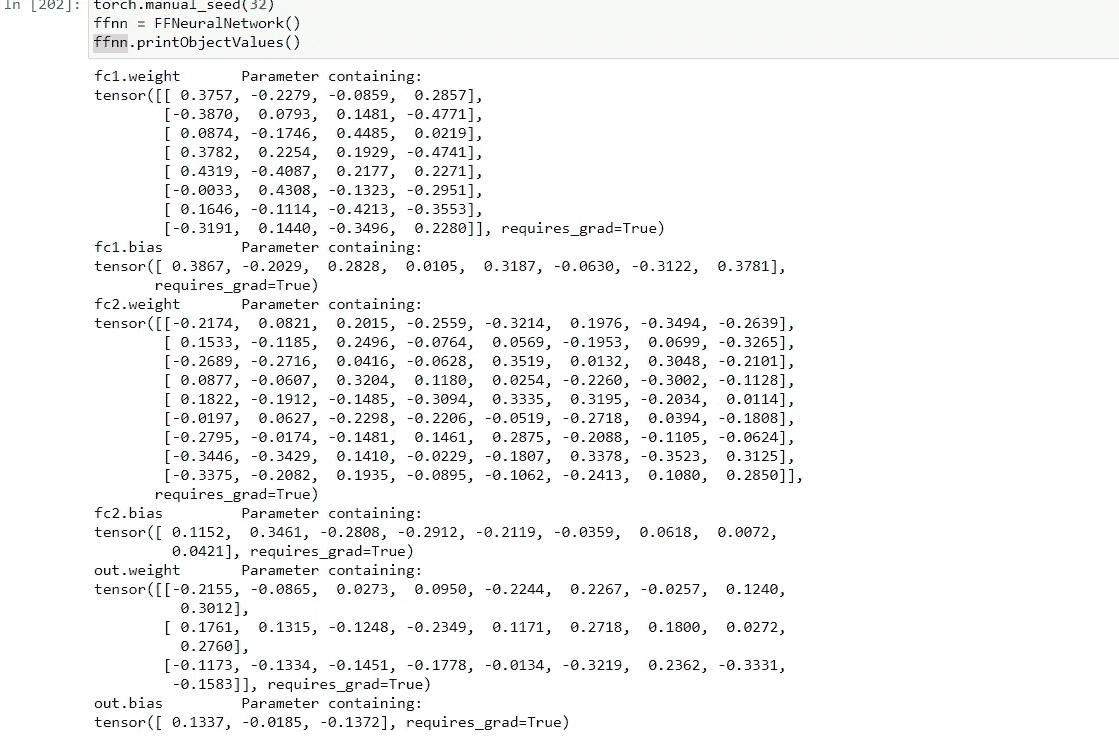 In [202]: torch.manual_seed(32)
ffnn = FFNeuralNetwork()
ffnn.printObjectValues()
fc1.weight       Parameter containing:
tensor([[ 0.3757, -0.2279, -0.0859,  0.2857],
        [-0.3870,  0.0793,  0.1481, -0.4771],
        [ 0.0874, -0.1746,  0.4485,  0.0219],
        [ 0.3782,  0.2254,  0.1929, -0.4741],
        [ 0.4319, -0.4087,  0.2177,  0.2271],
        [-0.0033,  0.4308, -0.1323, -0.2951],
        [ 0.1646, -0.1114, -0.4213, -0.3553],
        [-0.3191,  0.1440, -0.3496,  0.2280]], requires_grad=True)
fc1.bias         Parameter containing:
tensor([ 0.3867, -0.2029,  0.2828,  0.0105,  0.3187, -0.0630, -0.3122,  0.3781],
       requires_grad=True)
fc2.weight       Parameter containing:
tensor([[-0.2174,  0.0821,  0.2015, -0.2559, -0.3214,  0.1976, -0.3494, -0.2639],
        [ 0.1533, -0.1185,  0.2496, -0.0764,  0.0569, -0.1953,  0.0699, -0.3265],
        [-0.2689, -0.2716,  0.0416, -0.0628,  0.3519,  0.0132,  0.3048, -0.2101],
        [ 0.0877, -0.0607,  0.3204,  0.1180,  0.0254, -0.2260, -0.3002, -0.1128],
        [ 0.1822, -0.1912, -0.1485, -0.3094,  0.3335,  0.3195, -0.2034,  0.0114],
        [-0.0197,  0.0627, -0.2298, -0.2206, -0.0519, -0.2718,  0.0394, -0.1808],
        [-0.2795, -0.0174, -0.1481,  0.1461,  0.2875, -0.2088, -0.1105, -0.0624],
        [-0.3446, -0.3429,  0.1410, -0.0229, -0.1807,  0.3378, -0.3523,  0.3125],
        [-0.3375, -0.2082,  0.1935, -0.0895, -0.1062, -0.2413,  0.1080,  0.2850]],
       requires_grad=True)
fc2.bias         Parameter containing:
tensor([ 0.1152,  0.3461, -0.2808, -0.2912, -0.2119, -0.0359,  0.0618,  0.0072,
         0.0421], requires_grad=True)
out.weight       Parameter containing:
tensor([[-0.2155, -0.0865,  0.0273,  0.0950, -0.2244,  0.2267, -0.0257,  0.1240,
          0.3012],
        [ 0.1761,  0.1315, -0.1248, -0.2349,  0.1171,  0.2718,  0.1800,  0.0272,
          0.2760],
        [-0.1173, -0.1334, -0.1451, -0.1778, -0.0134, -0.3219,  0.2362, -0.3331,
         -0.1583]], requires_grad=True)
out.bias         Parameter containing:
tensor([ 0.1337, -0.0185, -0.1372], requires_grad=True)